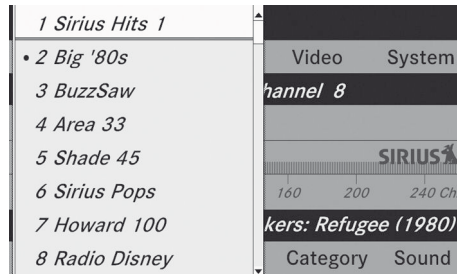 1 Sirius Hits 1
• 2 Big '80s
3 BuzzSaw
4 Area 33
5 Shade 45
6 Sirius Pops
7 Howard 100
8 Radio Disney
Video System
hannel 8
SIRIUS
160 200 240 Ch
kers: Refugee (1980)
Category Sound